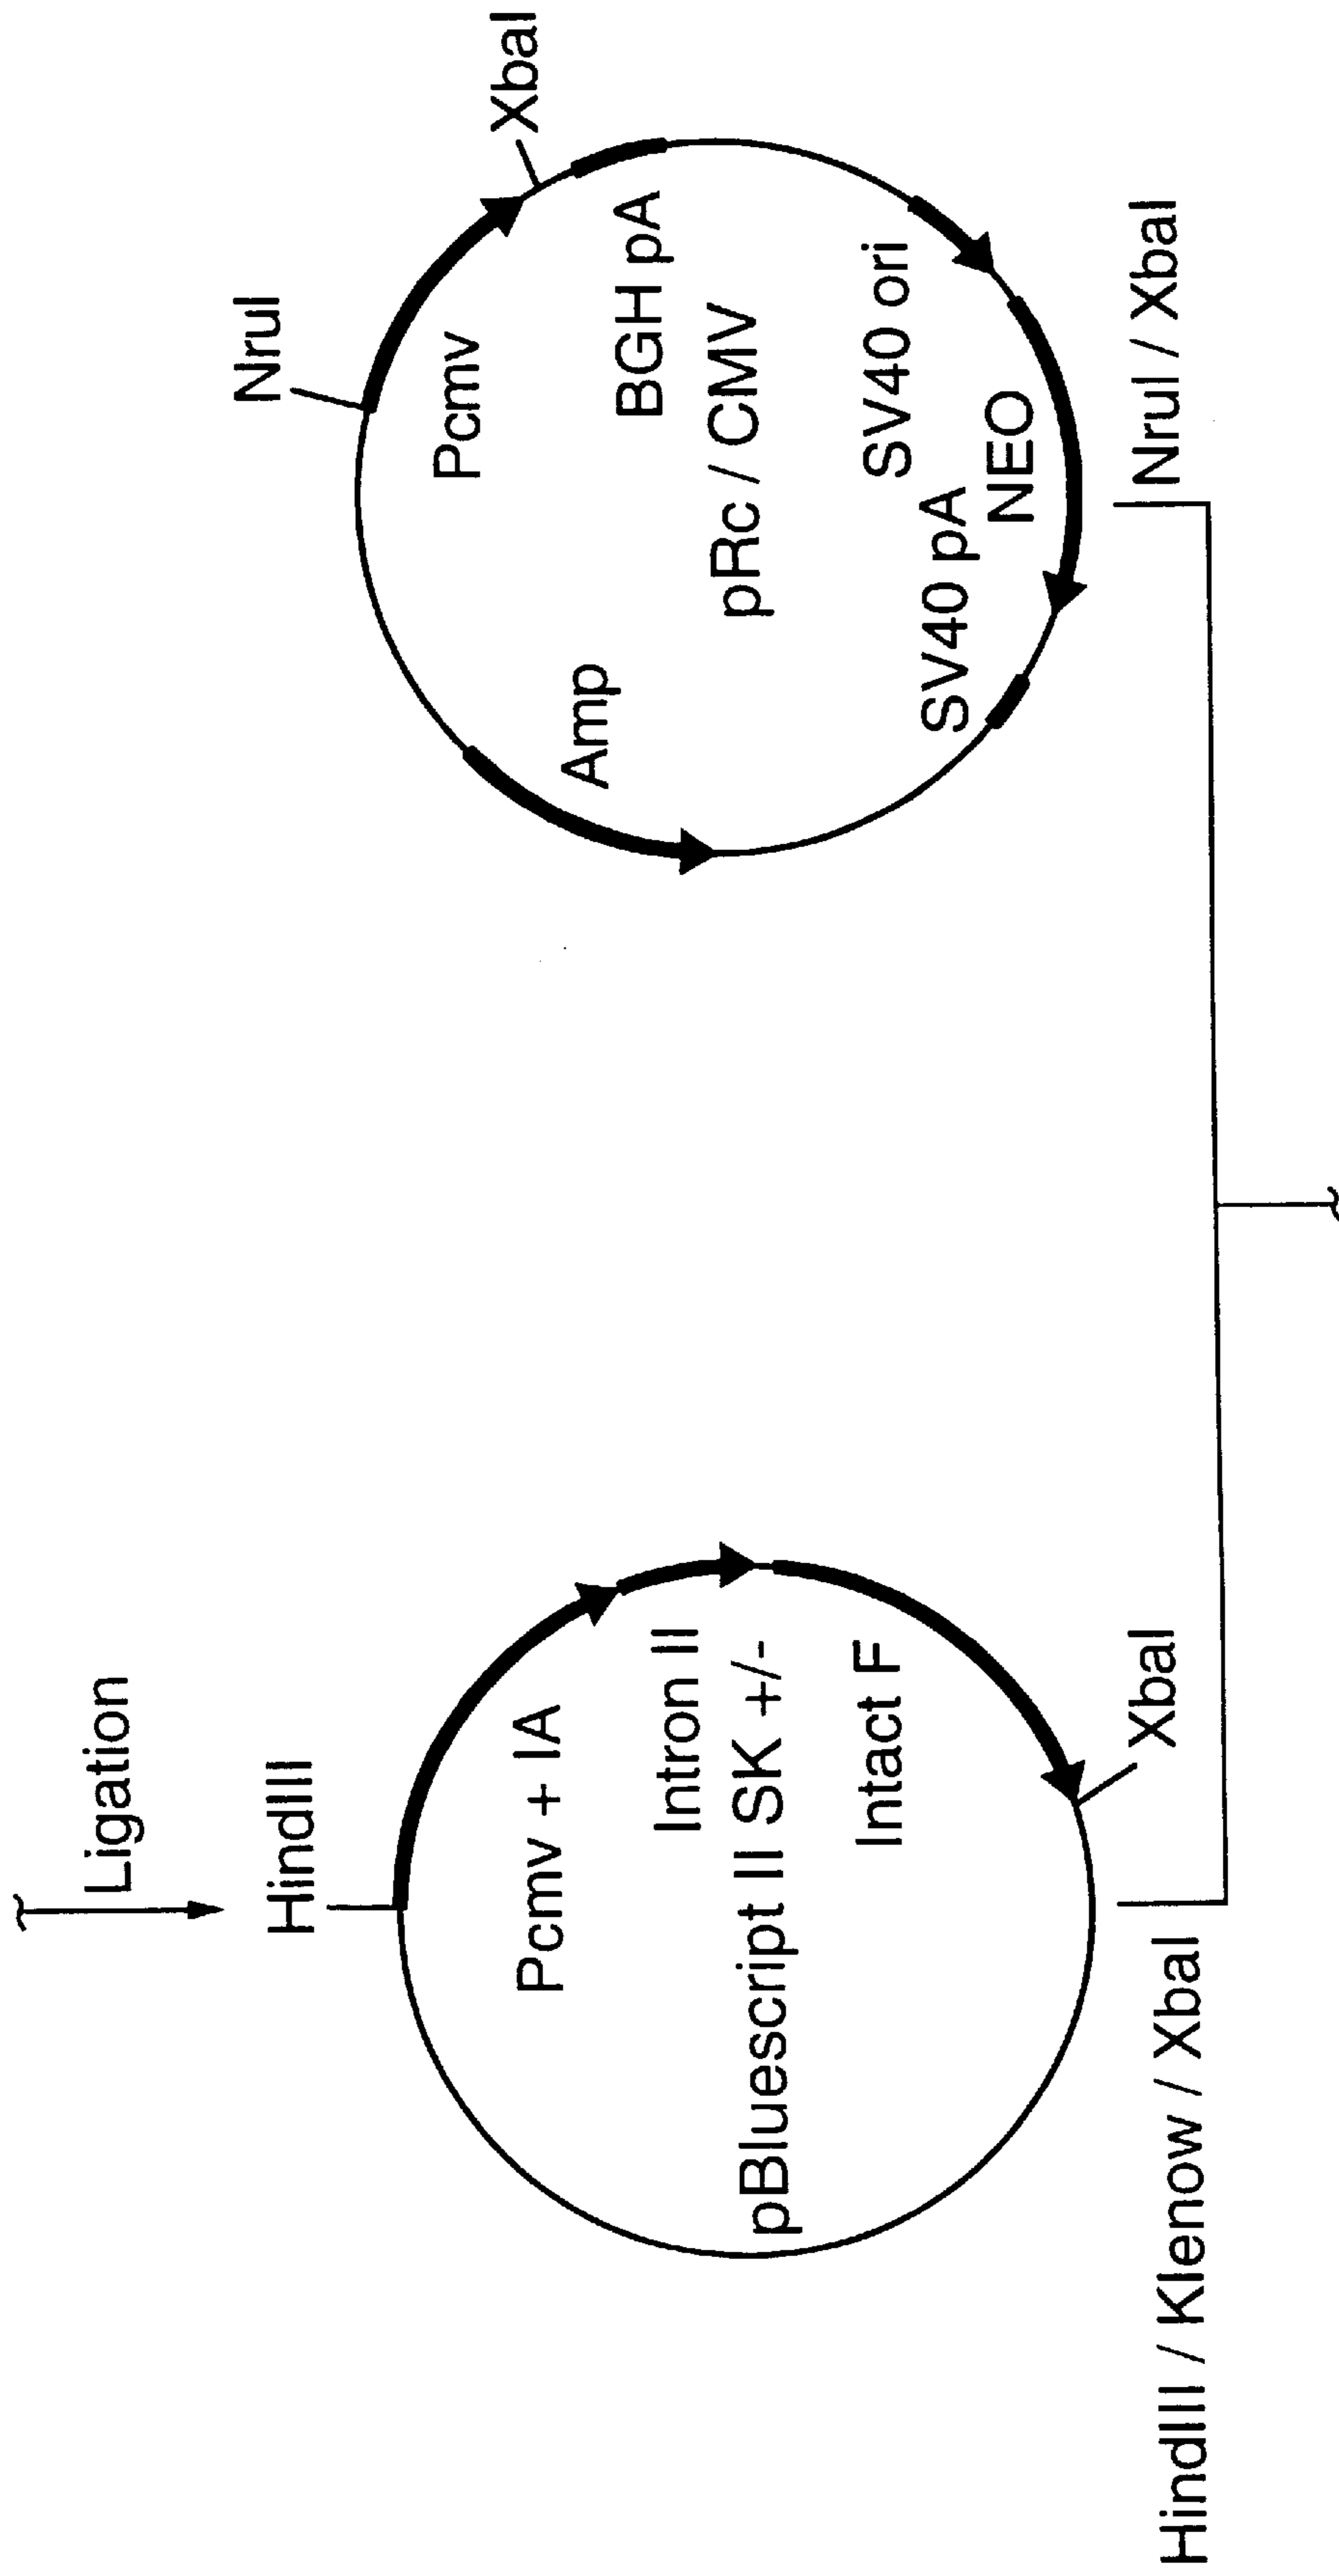 Ligation
HindIII
Pcmv + IA
Intron II
pBluescript II SK +/-
Intact F
XbaI
HindIII / Klenow / XbaI
NruI
Pcmv
XbaI
Amp
BGH pA
pRc / CMV
SV40 ori
SV40 pA
NEO
NruI / XbaI